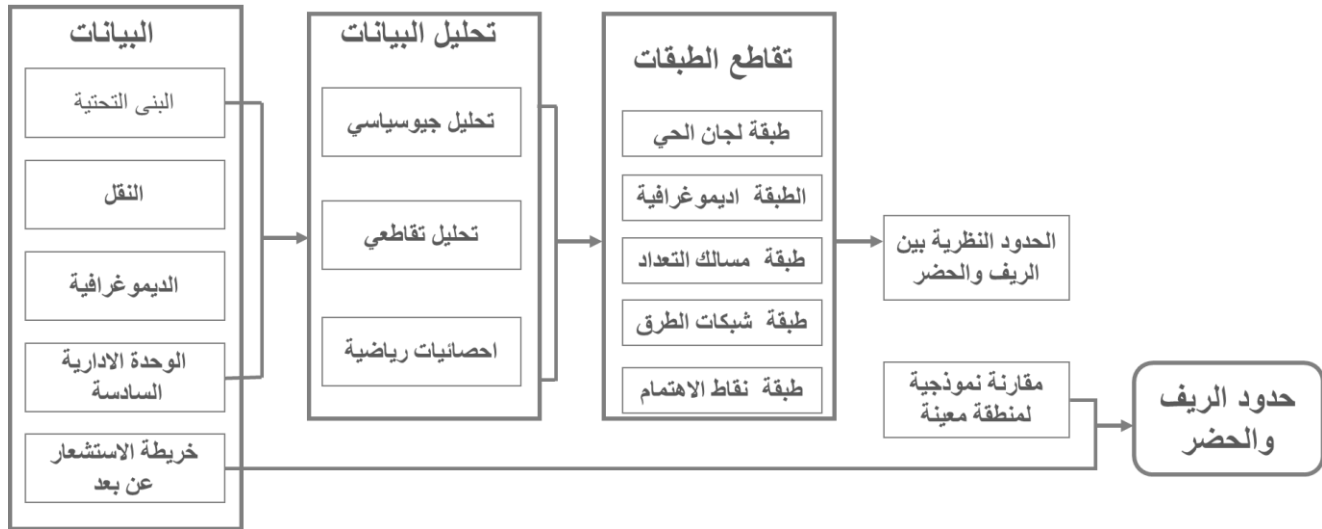 البيانات
البنى التحتية
النقل
الديموغرافية
الوحدة الادارية
السادسة
خريطة الاستشعار
عن بعد
تحليل البيانات
تحليل جيوسياسي
تحليل تقاطعي
احصائيات رياضية
تقاطع الطبقات
طبقة لجان الحي
الطبقة اديموغرافية
طبقة مسالك التعداد
طبقة شبكات الطرق
طبقة نقاط الاهتمام
الحدود النظرية بين
الريف والحضر
مقارنة نموذجية
لمنطقة معينة
حدود الريف
والحضر